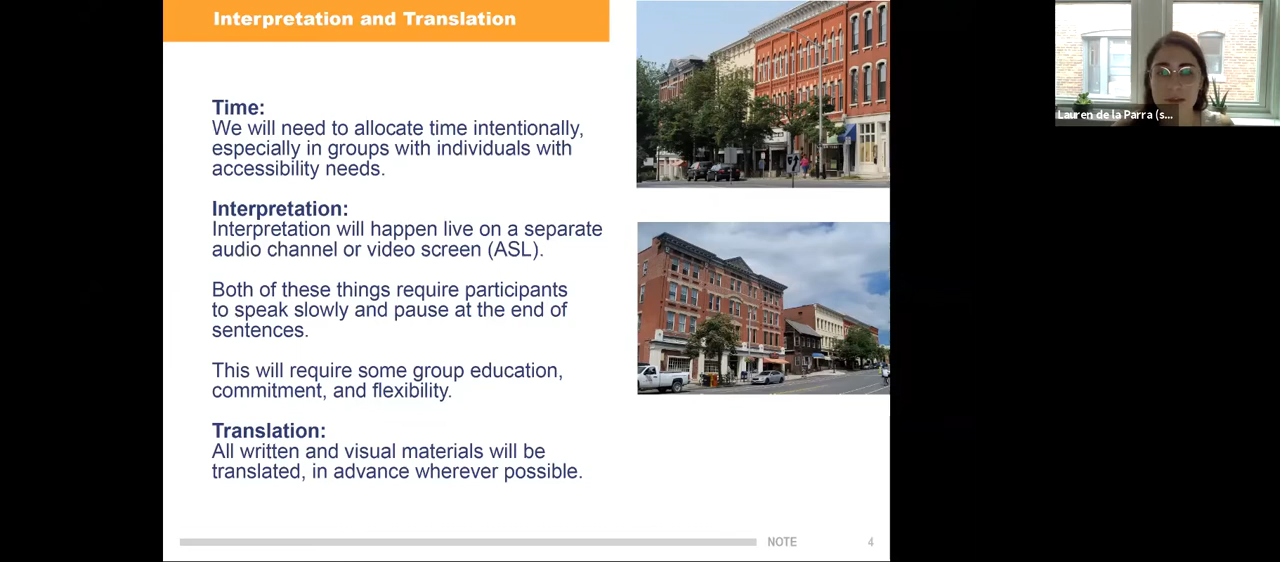 Interpretation and Translation
Time:
We will need to allocate time intentionally,
especially in groups with individuals with
accessibility needs.
Interpretation:
Interpretation will happen live on a separate
audio channel or video screen (ASL).
Both of these things require participants
to speak slowly and pause at the end of
sentences.
This will require some group education,
commitment, and flexibility.
Translation:
All written and visual materials will be
translated, in advance wherever possible.
NOTE
4
Lauren de la Parra (s...